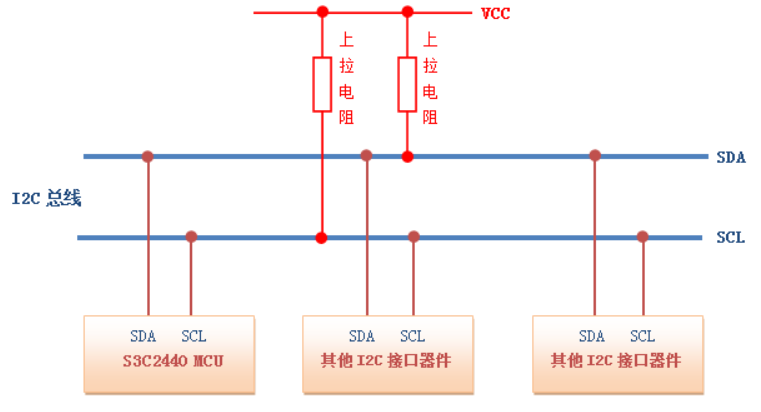 VCC
上拉电阻
上拉电阻
SDA
I2C 总线
SCL
SDA SCL
S3C2440 MCU
SDA SCL
其他 I2C 接口器件
SDA SCL
其他 I2C 接口器件